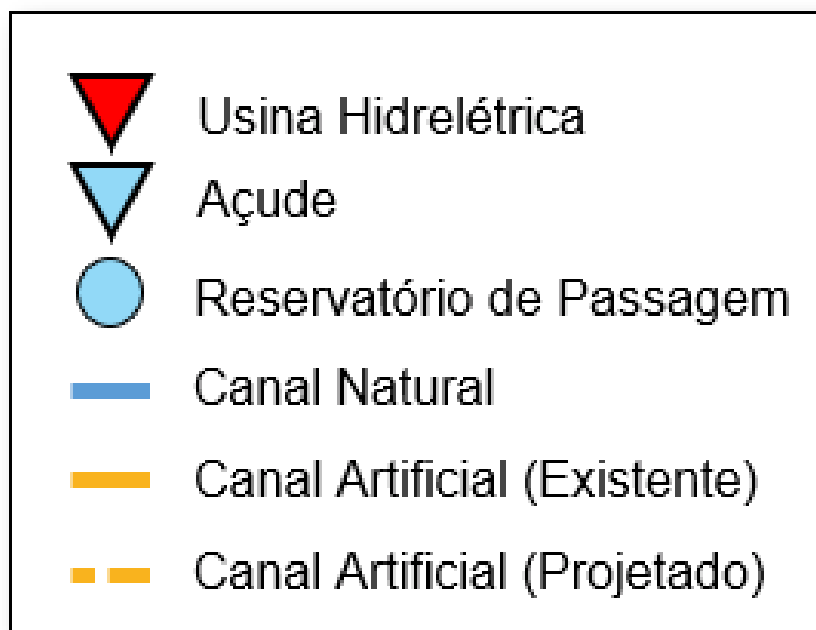 Usina Hidrelétrica
Açude
Reservatório de Passagem
Canal Natural
Canal Artificial (Existente)
Canal Artificial (Projetado)